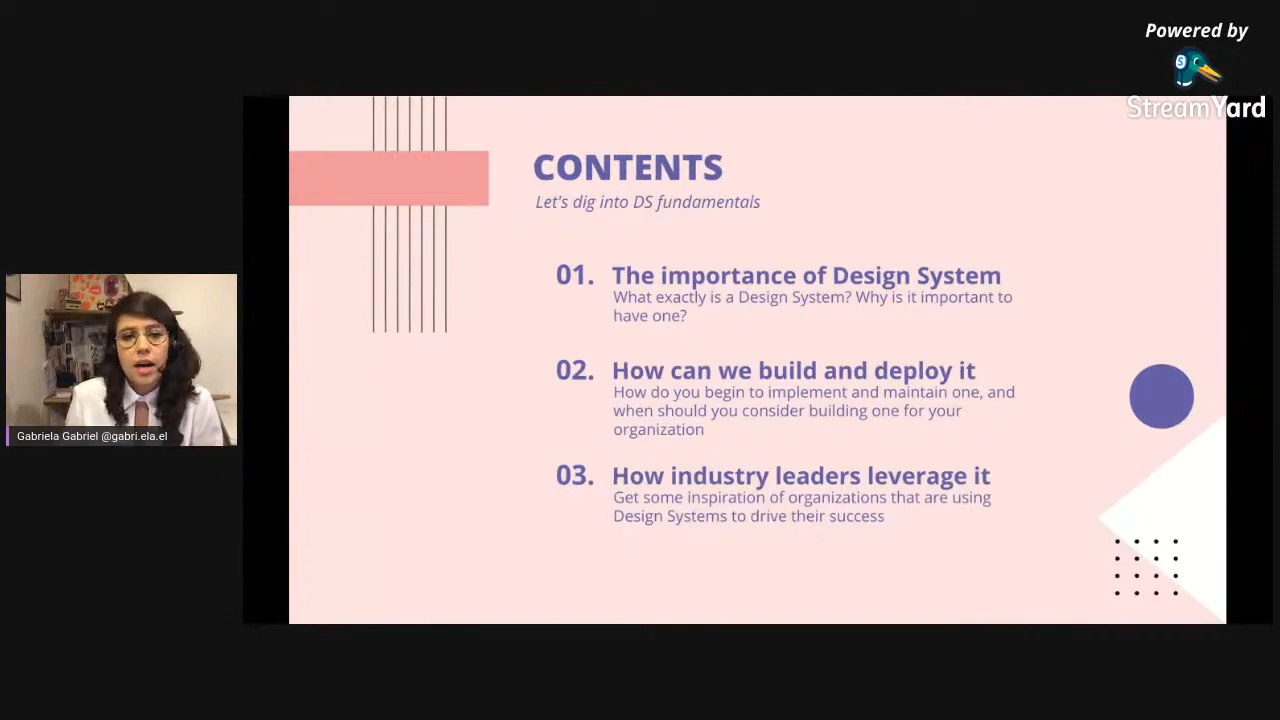 Powered by
StreamYard
CONTENTS
Let's dig into DS fundamentals
01. The importance of Design System
What exactly is a Design System? Why is it important to
have one?
02. How can we build and deploy it
How do you begin to implement and maintain one, and
when should you consider building one for your
organization
03. How industry leaders leverage it
Get some inspiration of organizations that are using
Design Systems to drive their success
Gabriela Gabriel @gabri.ela.el